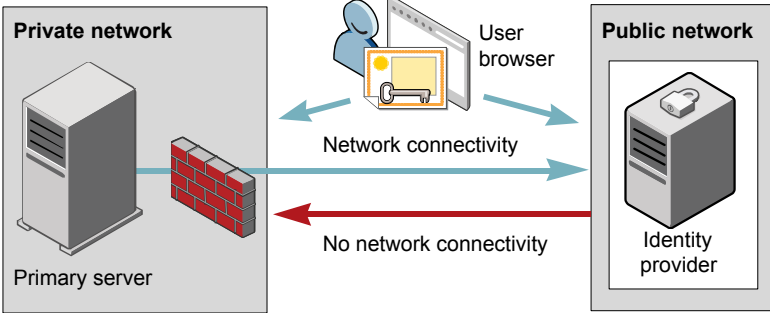 Private network
User
browser
Public network
Network connectivity
No network connectivity
Primary server
Identity
provider